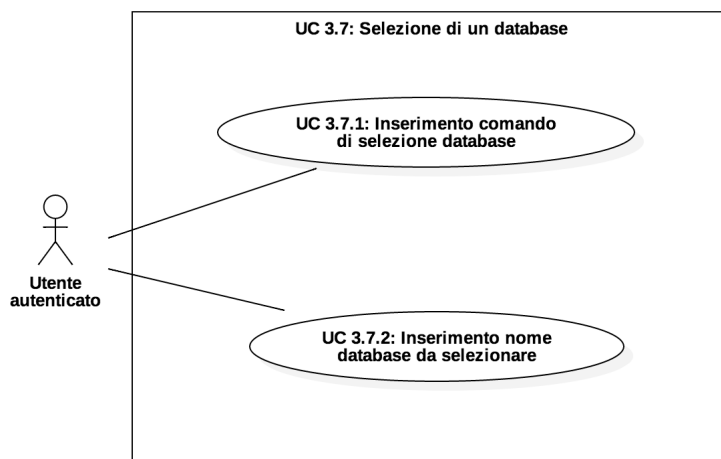 UC 3.7: Selezione di un database
UC 3.7.1: Inserimento comando
di selezione database
Utente
autenticato
UC 3.7.2: Inserimento nome
database da selezionare